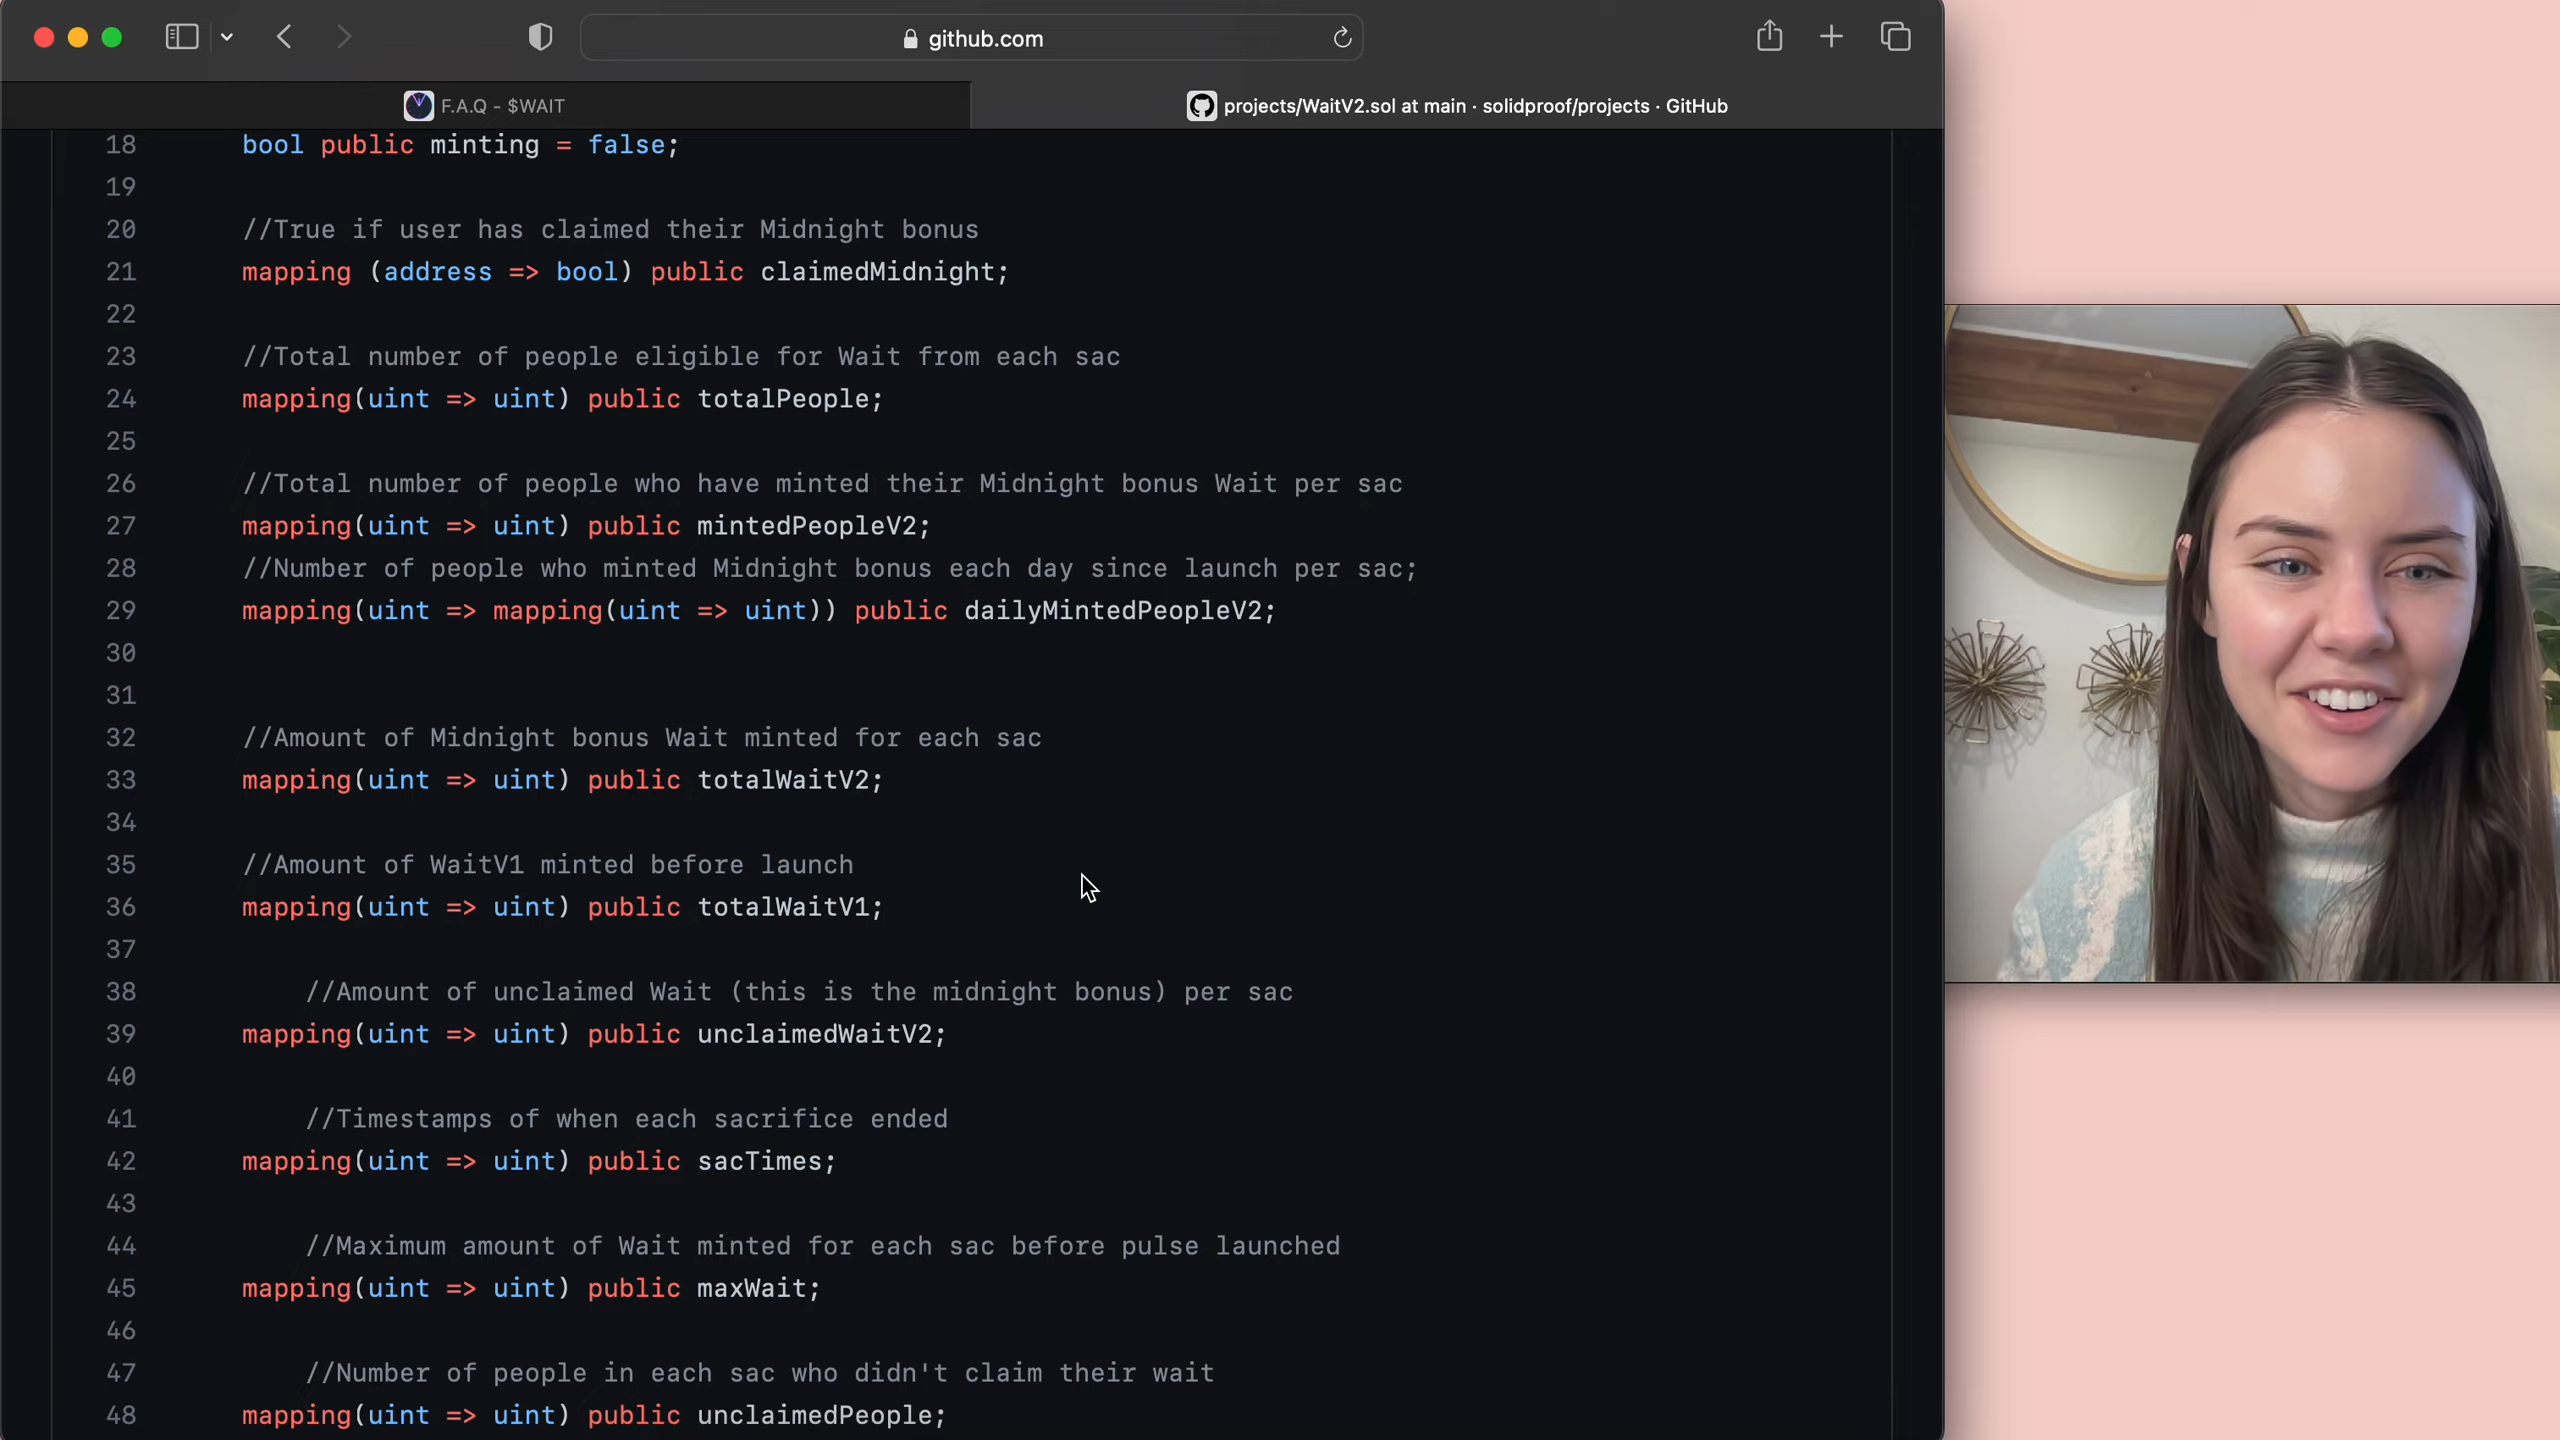 github.com
F.A.Q - $WAIT
projects/WaitV2.sol at main · solidproof/projects · GitHub
18 bool public minting = false;
19
20 //True if user has claimed their Midnight bonus
21 mapping (address => bool) public claimedMidnight;
22
23 //Total number of people eligible for Wait from each sac
24 mapping(uint => uint) public totalPeople;
25
26 //Total number of people who have minted their Midnight bonus Wait per sac
27 mapping(uint => uint) public mintedPeopleV2;
28 //Number of people who minted Midnight bonus each day since launch per sac;
29 mapping(uint => mapping(uint => uint)) public dailyMintedPeopleV2;
30
31
32 //Amount of Midnight bonus Wait minted for each sac
33 mapping(uint => uint) public totalWaitV2;
34
35 //Amount of WaitV1 minted before launch
36 mapping(uint => uint) public totalWaitV1;
37
38 //Amount of unclaimed Wait (this is the midnight bonus) per sac
39 mapping(uint => uint) public unclaimedWaitV2;
40
41 //Timestamps of when each sacrifice ended
42 mapping(uint => uint) public sacTimes;
43
44 //Maximum amount of Wait minted for each sac before pulse launched
45 mapping(uint => uint) public maxWait;
46
47 //Number of people in each sac who didn't claim their wait
48 mapping(uint => uint) public unclaimedPeople;